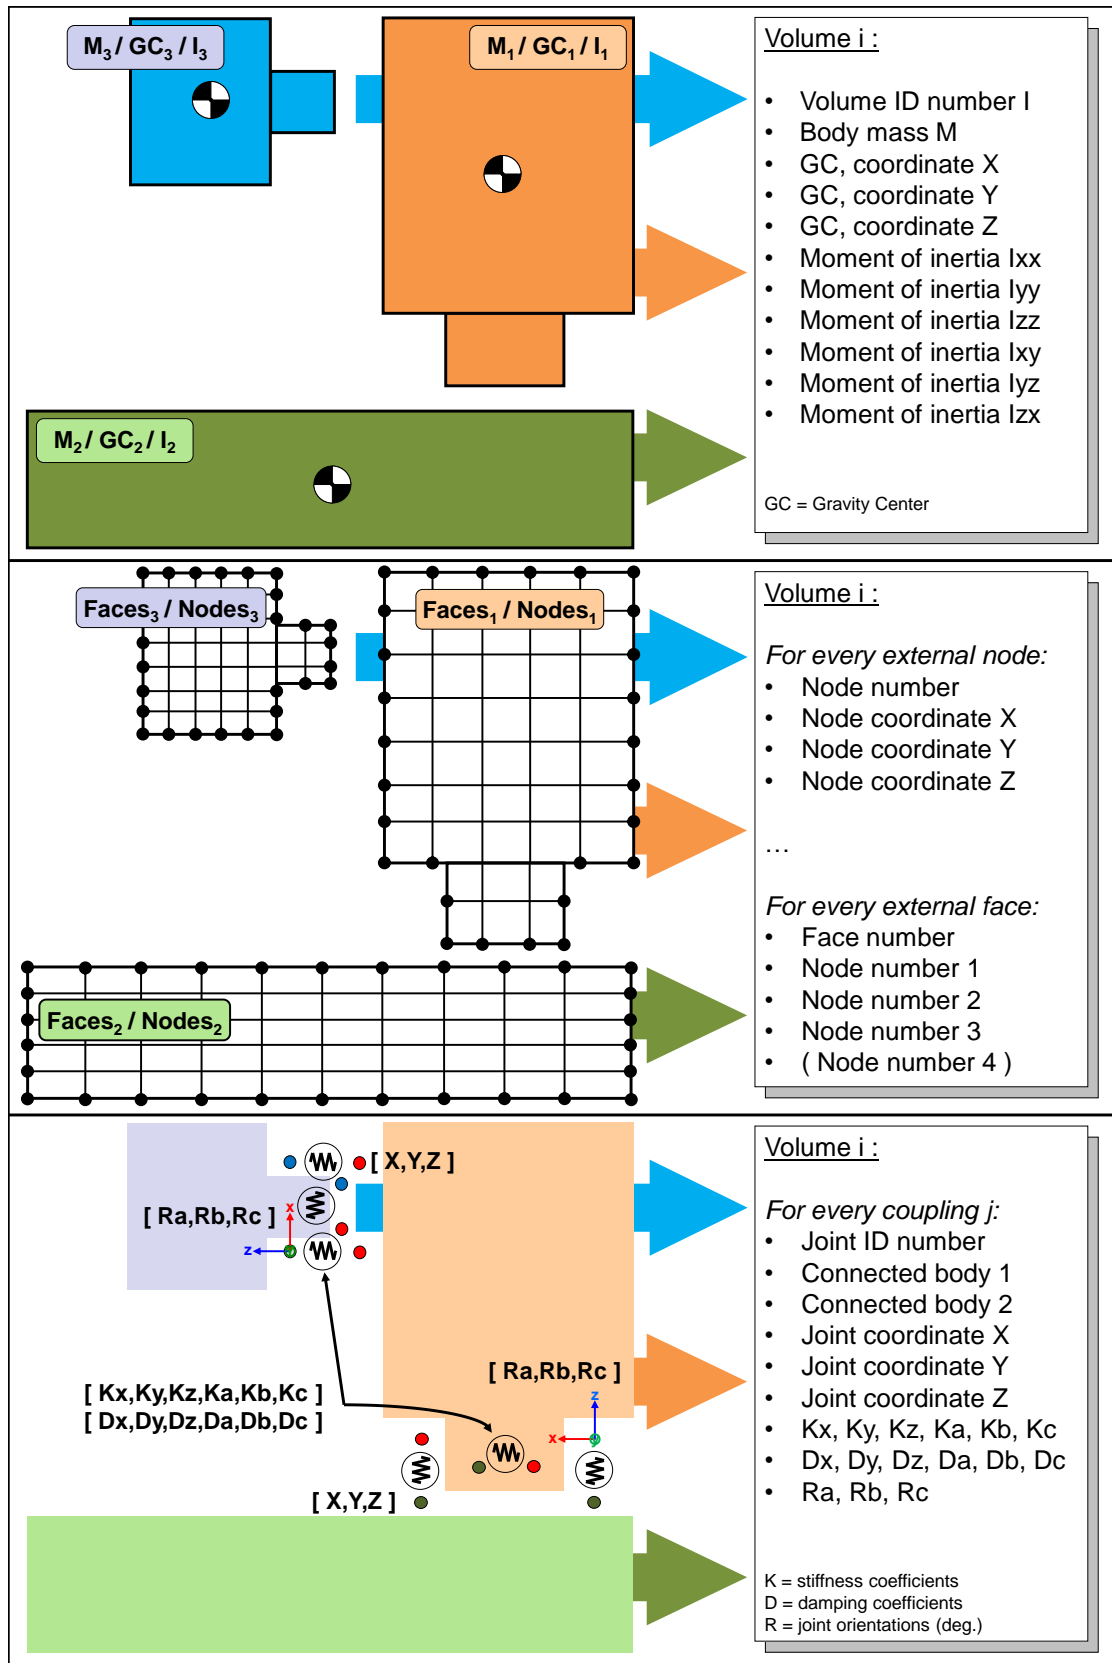 M3 / GC3 / I3
M1 / GC1 / I1
M2 / GC2 / I2
Volume i :
• Volume ID number I
• Body mass M
• GC, coordinate X
• GC, coordinate Y
• GC, coordinate Z
• Moment of inertia Ixx
• Moment of inertia Iyy
• Moment of inertia Izz
• Moment of inertia Ixy
• Moment of inertia Iyz
• Moment of inertia Izx
GC = Gravity Center
Faces3 / Nodes3
Faces1 / Nodes1
Faces2 / Nodes2
Volume i :
For every external node:
• Node number
• Node coordinate X
• Node coordinate Y
• Node coordinate Z
...
For every external face:
• Face number
• Node number 1
• Node number 2
• Node number 3
• ( Node number 4 )
[ X,Y,Z ]
[ Ra,Rb,Rc ]
x
z
y
[ Ra,Rb,Rc ]
z
x
y
[ Kx,Ky,Kz,Ka,Kb,Kc ]
[ Dx,Dy,Dz,Da,Db,Dc ]
[ X,Y,Z ]
Volume i :
For every coupling j:
• Joint ID number
• Connected body 1
• Connected body 2
• Joint coordinate X
• Joint coordinate Y
• Joint coordinate Z
• Kx, Ky, Kz, Ka, Kb, Kc
• Dx, Dy, Dz, Da, Db, Dc
• Ra, Rb, Rc
K = stiffness coefficients
D = damping coefficients
R = joint orientations (deg.)